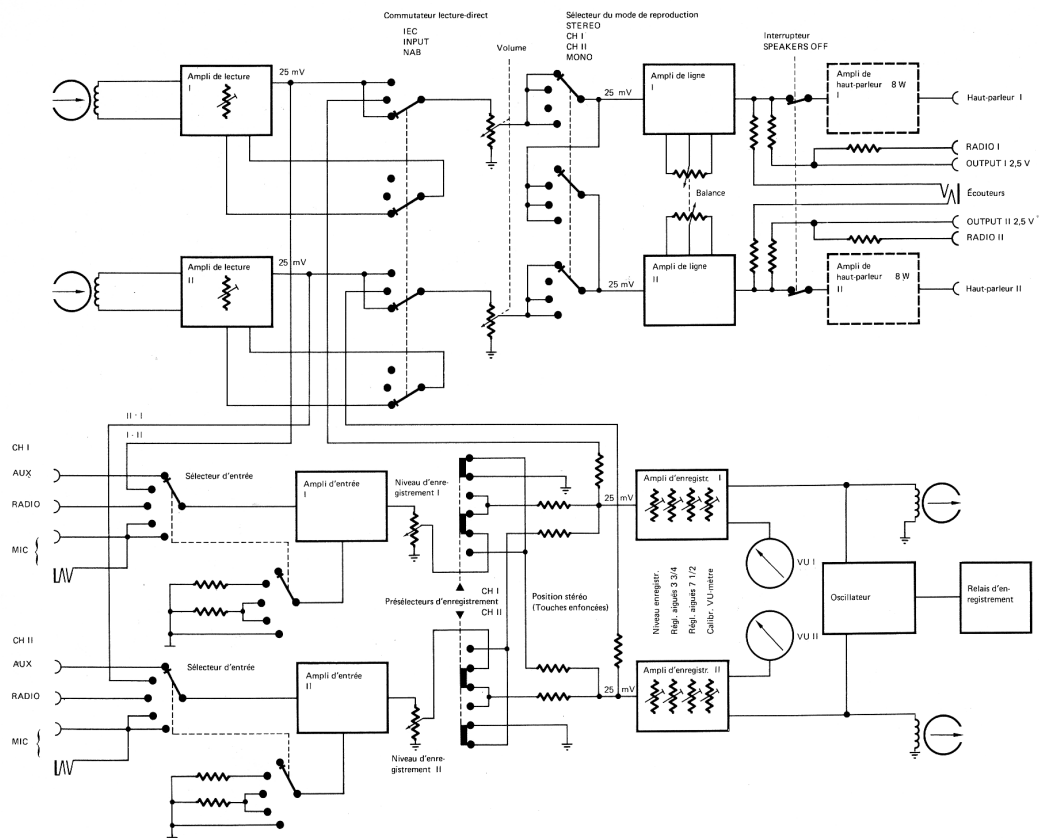 Commutateur lecture-direct
IEC
INPUT
NAB
Volume
Sélecteur du mode de reproduction
STEREO
CH I
CH II
MONO
Interrupteur
SPEAKERS OFF
Ampli de lecture
I
25 mV
25 mV
Ampli de ligne
I
Ampli de
haut-parleur 8 W
I
Haut-parleur I
RADIO I
OUTPUT I 2,5 V
Balance
Écouteurs
OUTPUT II 2,5 V
RADIO II
Ampli de lecture
II
25 mV
25 mV
Ampli de ligne
II
Ampli de
haut-parleur 8 W
II
Haut-parleur II
II - I
I - II
CH I
AUX
RADIO
MIC
Sélecteur d'entrée
Ampli d'entrée
I
Niveau d'enre-
gistrement I
25 mV
Ampli d'enregistr. I
VU I
CH I
Présélecteurs d'enregistrement
CH II
Position stéréo
(Touches enfoncées)
Niveau enregistr.
Régl. aiguës 3 3/4
Régl. aiguës 7 1/2
Calibr. VU-mètre
Oscillateur
Relais d'en-
registrement
VU II
CH II
AUX
RADIO
MIC
Sélecteur d'entrée
Ampli d'entrée
II
Niveau d'enre-
gistrement II
25 mV
Ampli d'enregistr. II